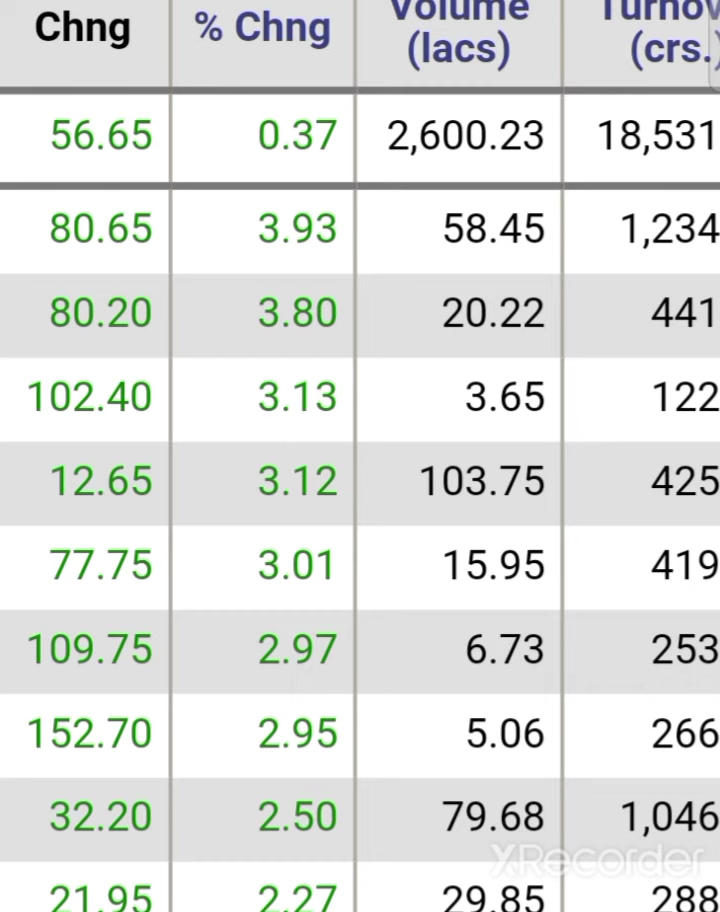 Chng % Chng Volume (lacs) (crs.)
56.65 0.37 2,600.23 18,531
80.65 3.93 58.45 1,234
80.20 3.80 20.22 441
102.40 3.13 3.65 122
12.65 3.12 103.75 425
77.75 3.01 15.95 419
109.75 2.97 6.73 253
152.70 2.95 5.06 266
32.20 2.50 79.68 1,046
XRecorder
21.95 2.27 29.85 288